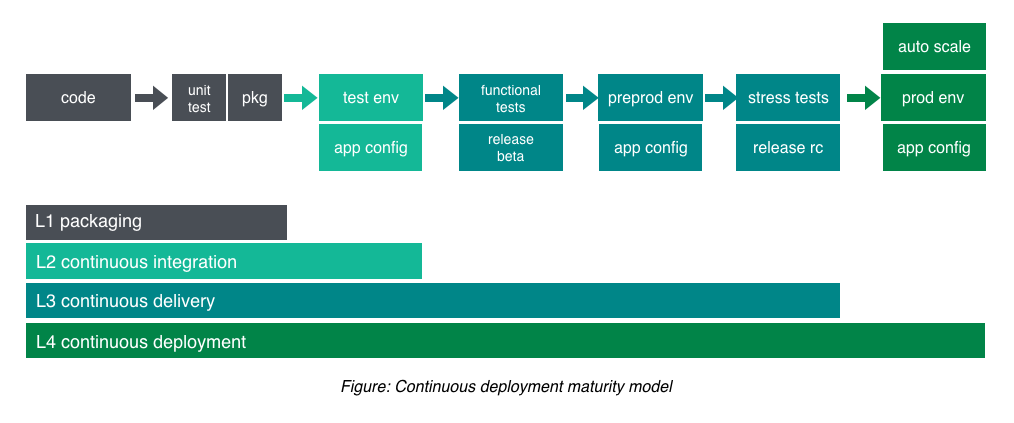 auto scale
code
unit
test
pkg
test env
functional
tests
preprod env
stress tests
prod env
app config
release
beta
app config
release rc
app config
L1 packaging
L2 continuous integration
L3 continuous delivery
L4 continuous deployment
Figure: Continuous deployment maturity model